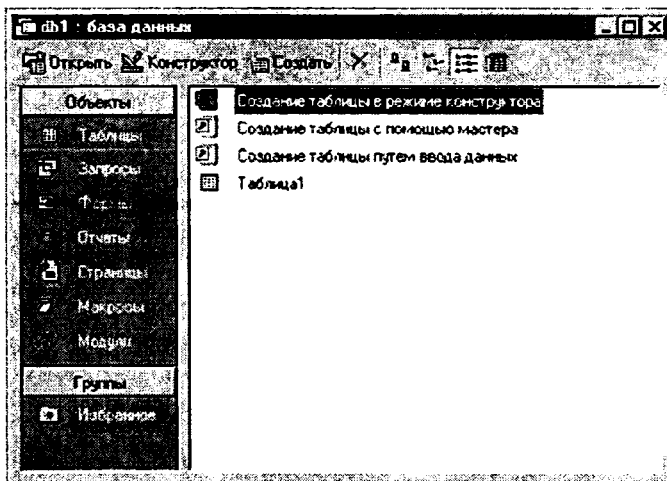 db1 : база данных
Открыть Конструктор Создать
Объекты
Таблицы
Запросы
Формы
Отчеты
Страницы
Макросы
Модули
Группы
Избранное
Создание таблицы в режиме конструктора
Создание таблицы с помощью мастера
Создание таблицы путем ввода данных
Таблица1